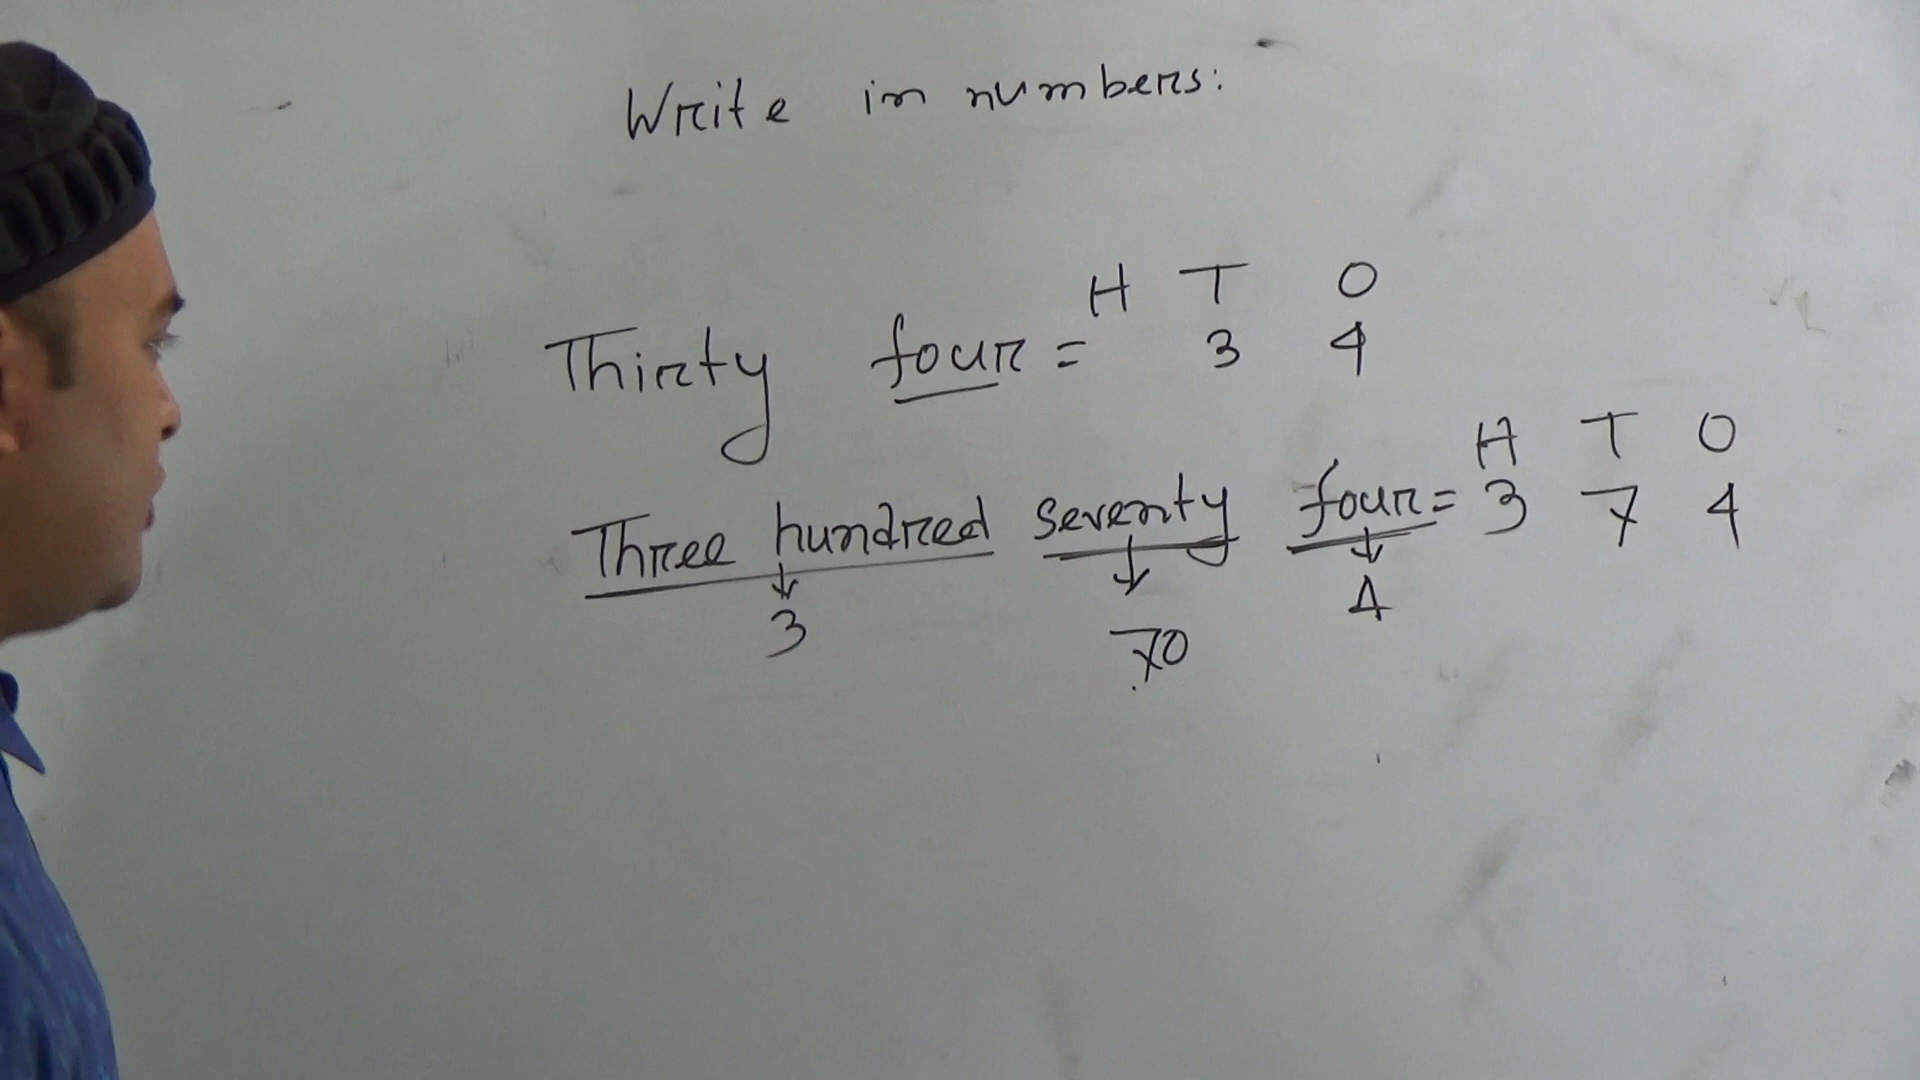 Write in numbers:
H T O
Thirty four = 3 4
H T O
Three hundred seventy four = 3 7 4
3 70 4